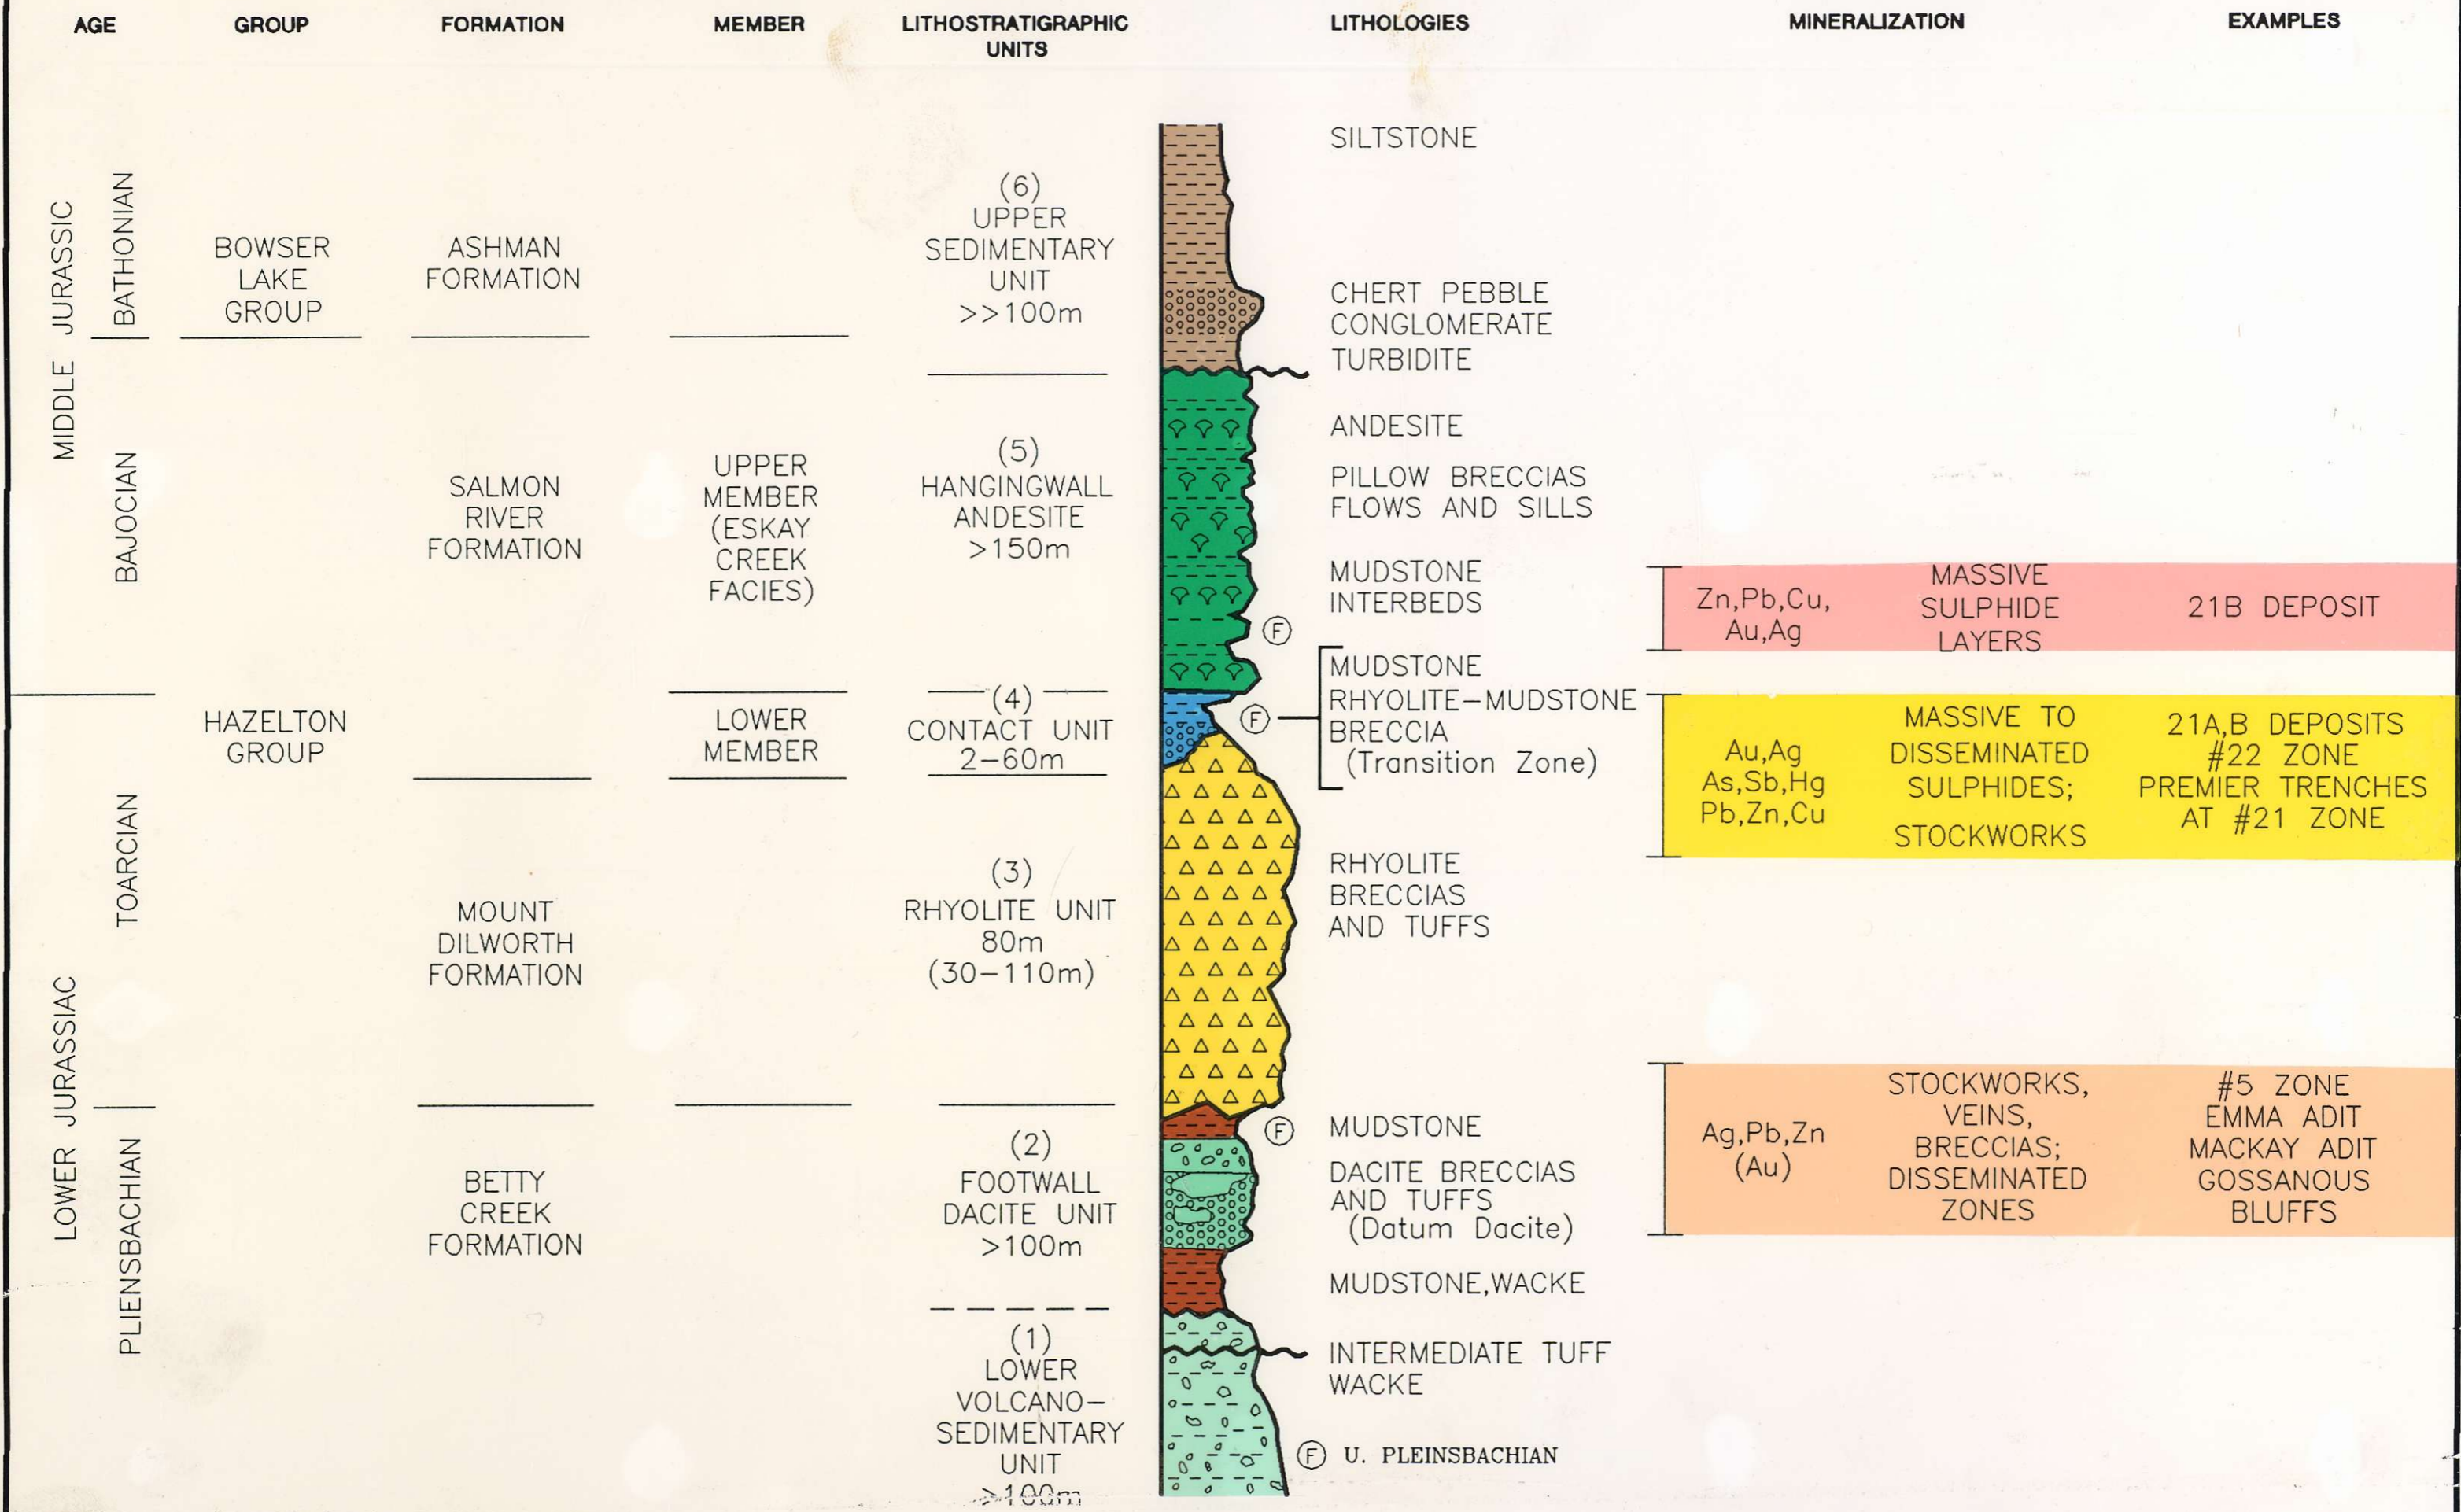 AGE
GROUP
FORMATION
MEMBER
LITHOSTRATIGRAPHIC
UNITS
LITHOLOGIES
MINERALIZATION
EXAMPLES
MIDDLE JURASSIC
BATHONIAN
BAJOCIAN
LOWER JURASSIAC
TOARCIAN
PLIENSBACHIAN
BOWSER
LAKE
GROUP
HAZELTON
GROUP
ASHMAN
FORMATION
SALMON
RIVER
FORMATION
MOUNT
DILWORTH
FORMATION
BETTY
CREEK
FORMATION
UPPER
MEMBER
(ESKAY
CREEK
FACIES)
LOWER
MEMBER
(6)
UPPER
SEDIMENTARY
UNIT
>>100m
(5)
HANGINGWALL
ANDESITE
>150m
(4)
CONTACT UNIT
2-60m
(3)
RHYOLITE UNIT
80m
(30-110m)
(2)
FOOTWALL
DACITE UNIT
>100m
(1)
LOWER
VOLCANO-
SEDIMENTARY
UNIT
>100m
SILTSTONE
CHERT PEBBLE
CONGLOMERATE
TURBIDITE
ANDESITE
PILLOW BRECCIAS
FLOWS AND SILLS
MUDSTONE
INTERBEDS
F
MUDSTONE
RHYOLITE-MUDSTONE
F
BRECCIA
(Transition Zone)
RHYOLITE
BRECCIAS
AND TUFFS
F
MUDSTONE
DACITE BRECCIAS
AND TUFFS
(Datum Dacite)
MUDSTONE,WACKE
INTERMEDIATE TUFF
WACKE
F U. PLEINSBACHIAN
Zn,Pb,Cu,
Au,Ag
MASSIVE
SULPHIDE
LAYERS
21B DEPOSIT
Au,Ag
As,Sb,Hg
Pb,Zn,Cu
MASSIVE TO
DISSEMINATED
SULPHIDES;
STOCKWORKS
21A,B DEPOSITS
#22 ZONE
PREMIER TRENCHES
AT #21 ZONE
Ag,Pb,Zn
(Au)
STOCKWORKS,
VEINS,
BRECCIAS;
DISSEMINATED
ZONES
#5 ZONE
EMMA ADIT
MACKAY ADIT
GOSSANOUS
BLUFFS